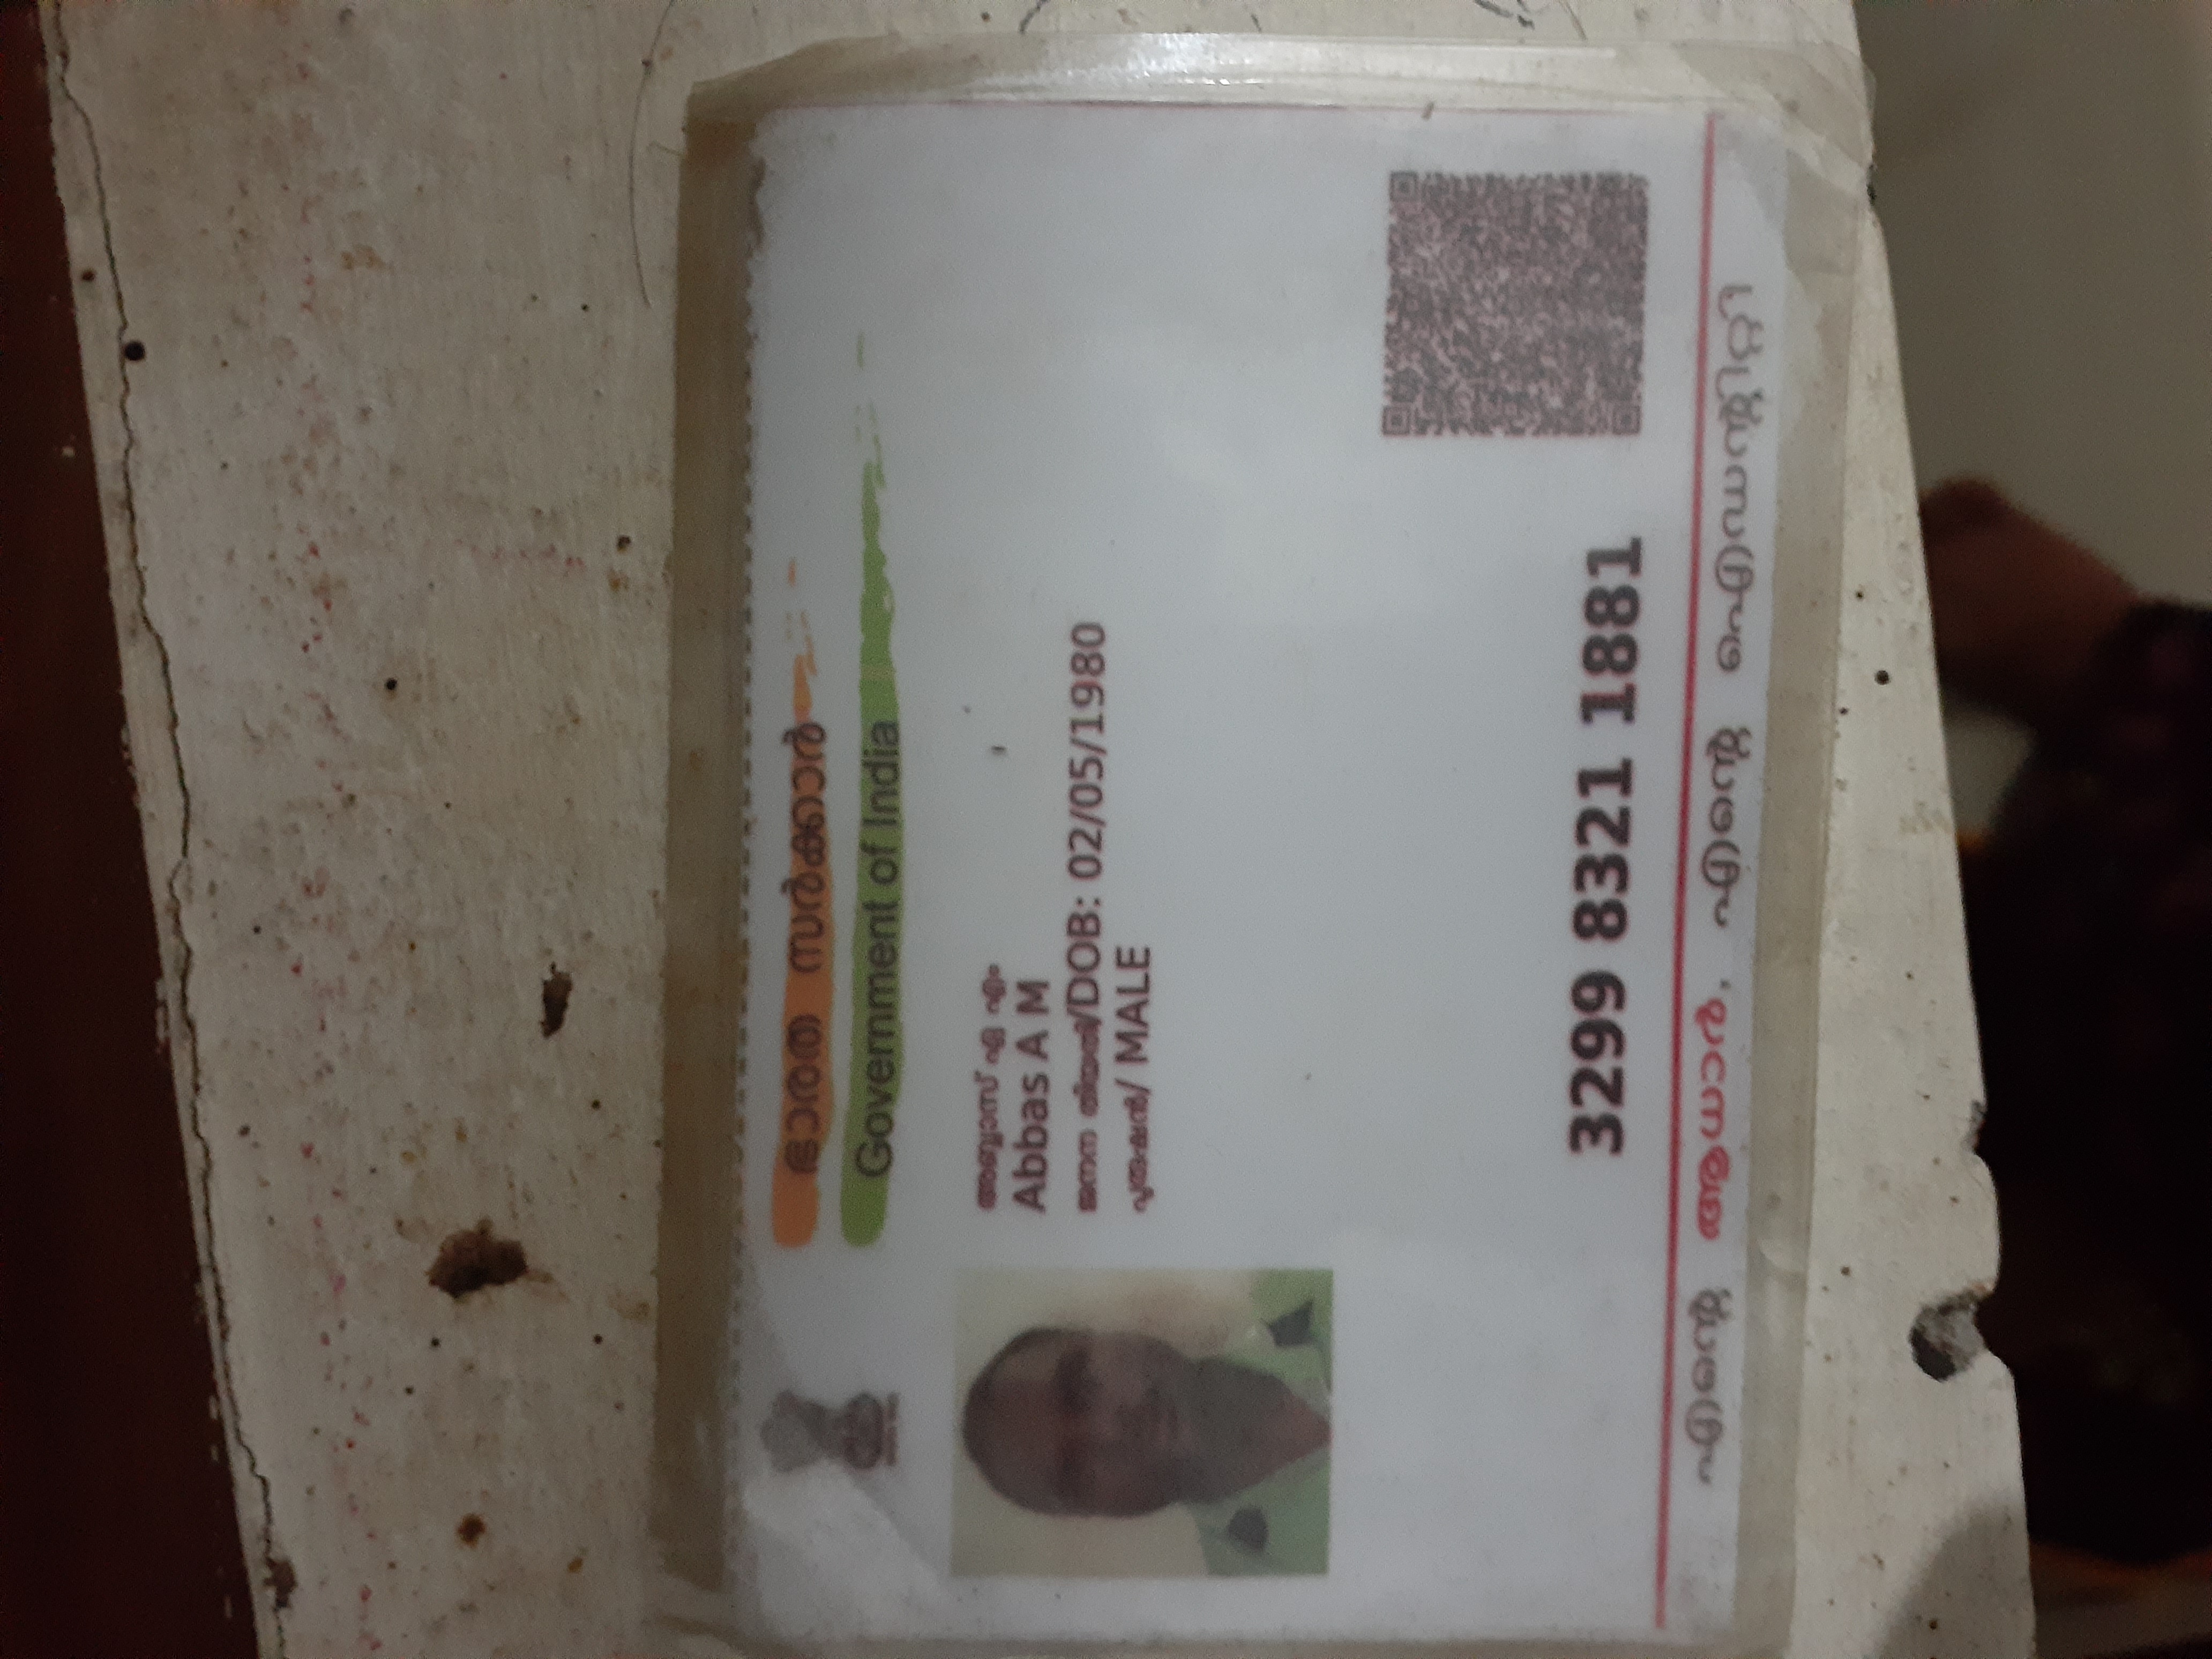 ഭാരത സർക്കാർ
Government of India
അബ്ബാസ് എ എം
Abbas A M
ജനന തിയതി/DOB: 02/05/1980
പുരുഷൻ/ MALE
3299 8321 1881
എന്റെ ആധാർ, എന്റെ ഐഡന്റിറ്റി